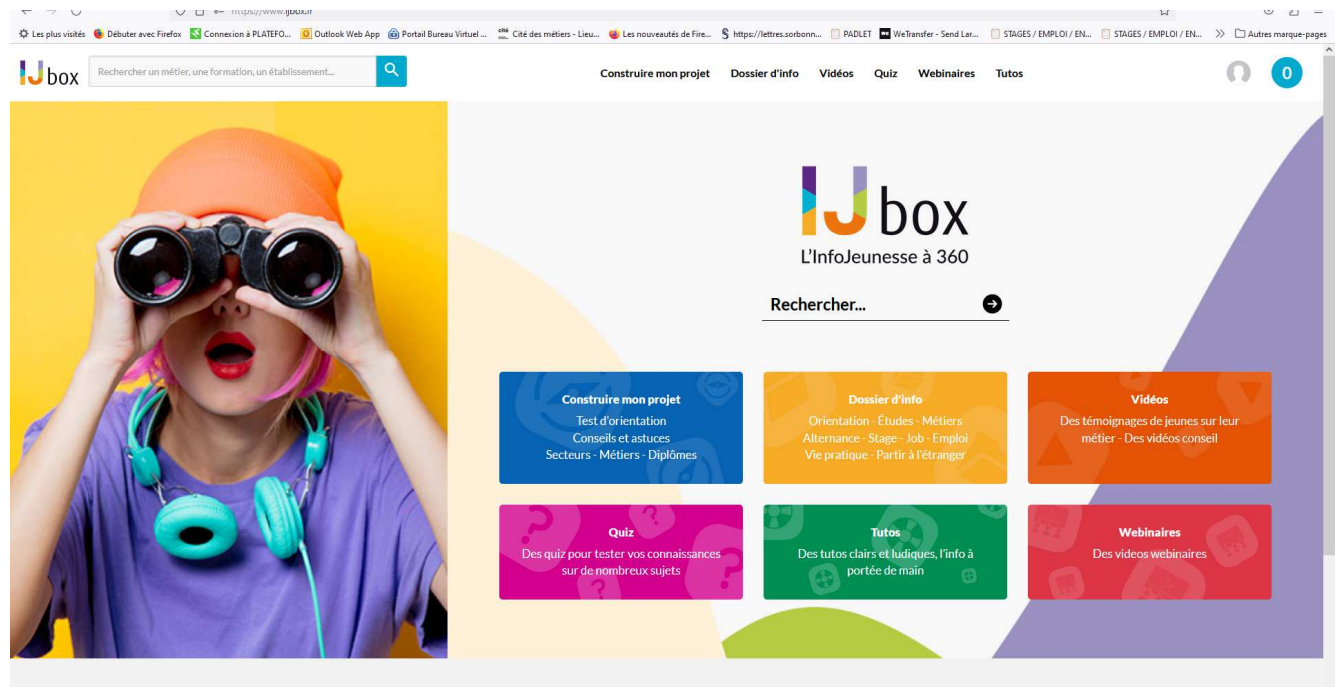 https://www.ijbox.fr
Les plus visités Débuter avec Firefox Connexion à PLATEFO... Outlook Web App Portail Bureau Virtuel ... Cité des métiers - Lieu... Les nouveautés de Fire... https://lettres.sorbonn... PADLET WeTransfer - Send Lar... STAGES / EMPLOI / EN... STAGES / EMPLOI / EN... Autres marque-pages
IJ box Rechercher un métier, une formation, un établissement... Construire mon projet Dossier d'info Vidéos Quiz Webinaires Tutos 0
IJ box
L'InfoJeunesse à 360
Rechercher...
Construire mon projet
Test d'orientation
Conseils et astuces
Secteurs - Métiers - Diplômes
Dossier d'info
Orientation - Études - Métiers
Alternance - Stage - Job - Emploi
Vie pratique - Partir à l'étranger
Vidéos
Des témoignages de jeunes sur leur
métier - Des vidéos conseil
Quiz
Des quiz pour tester vos connaissances
sur de nombreux sujets
Tutos
Des tutos clairs et ludiques, l'info à
portée de main
Webinaires
Des videos webinaires